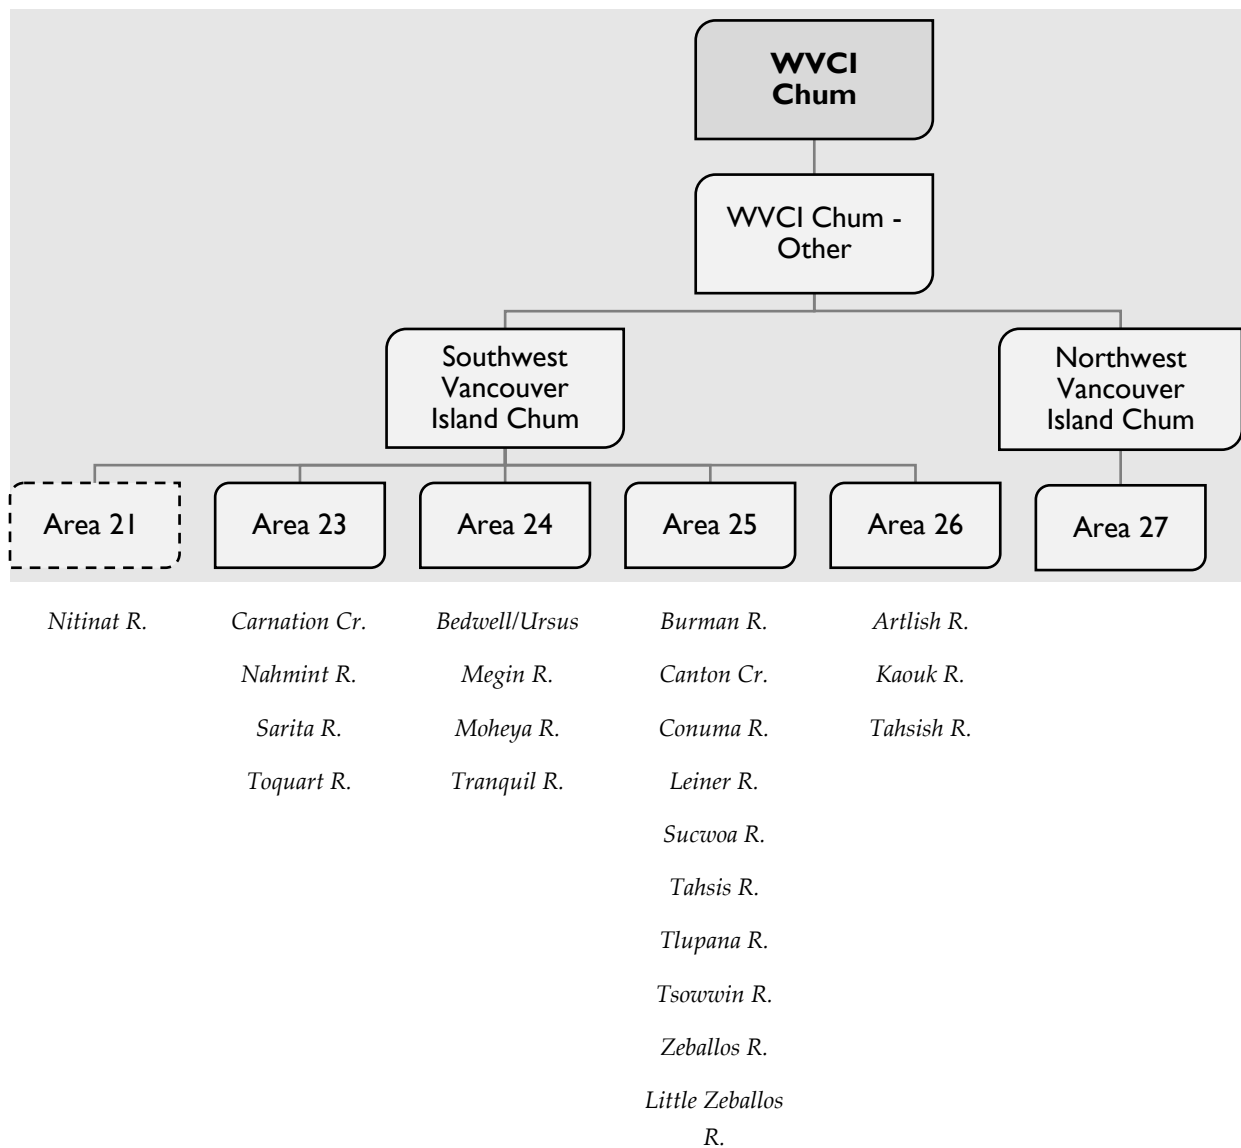 WVCI
Chum
WVCI Chum -
Other
Southwest
Vancouver
Island Chum
Northwest
Vancouver
Island Chum
Area 21
Area 23
Area 24
Area 25
Area 26
Area 27
Nitinat R.
Carnation Cr.
Bedwell/Ursus
Burman R.
Artlish R.
Nahmint R.
Megin R.
Canton Cr.
Kaouk R.
Sarita R.
Moheya R.
Conuma R.
Tahsish R.
Toquart R.
Tranquil R.
Leiner R.
Sucwoa R.
Tahsis R.
Tlupana R.
Tsowwin R.
Zeballos R.
Little Zeballos
R.